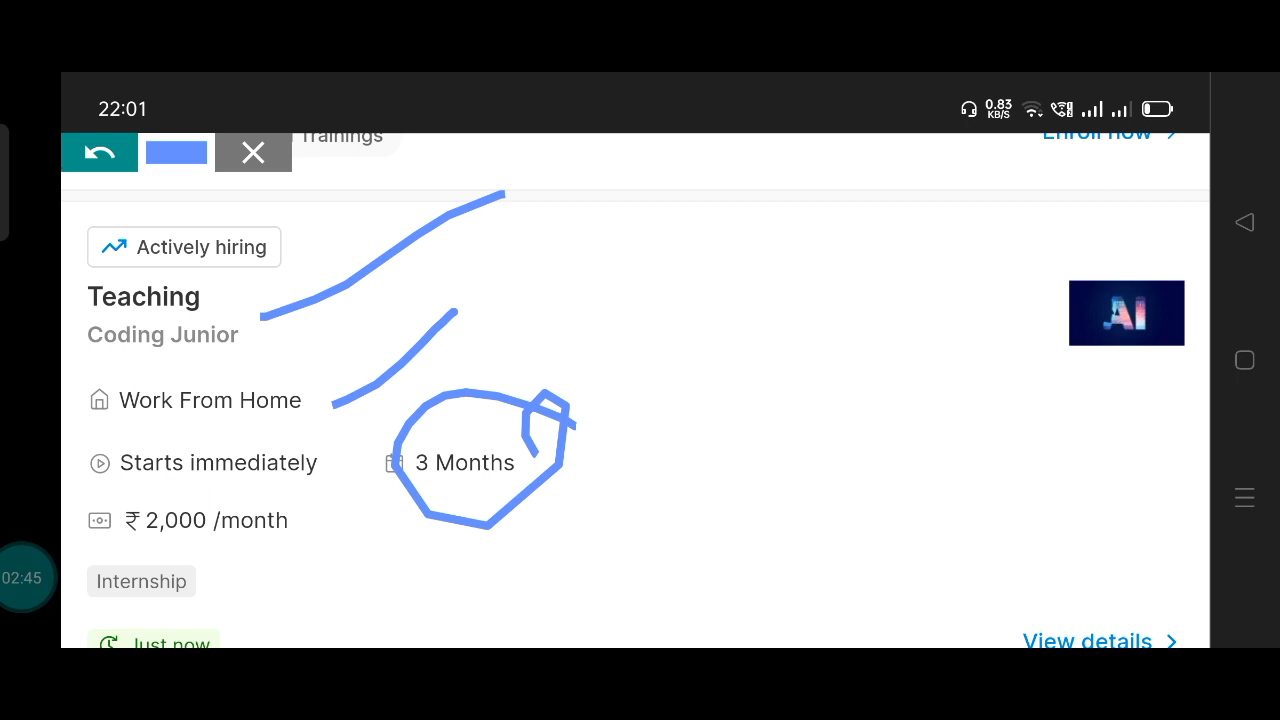 22:01
0.83
KB/S
Trainings
Enroll now
Actively hiring
Teaching
Coding Junior
AI
Work From Home
Starts immediately
3 Months
₹ 2,000 /month
Internship
02:45
Just now
View details